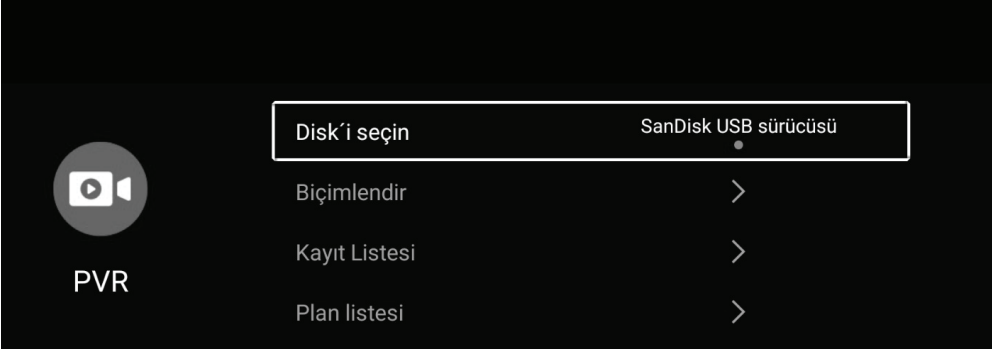 Disk´i seçin
SanDisk USB sürücüsü
Biçimlendir
Kayıt Listesi
PVR
Plan listesi